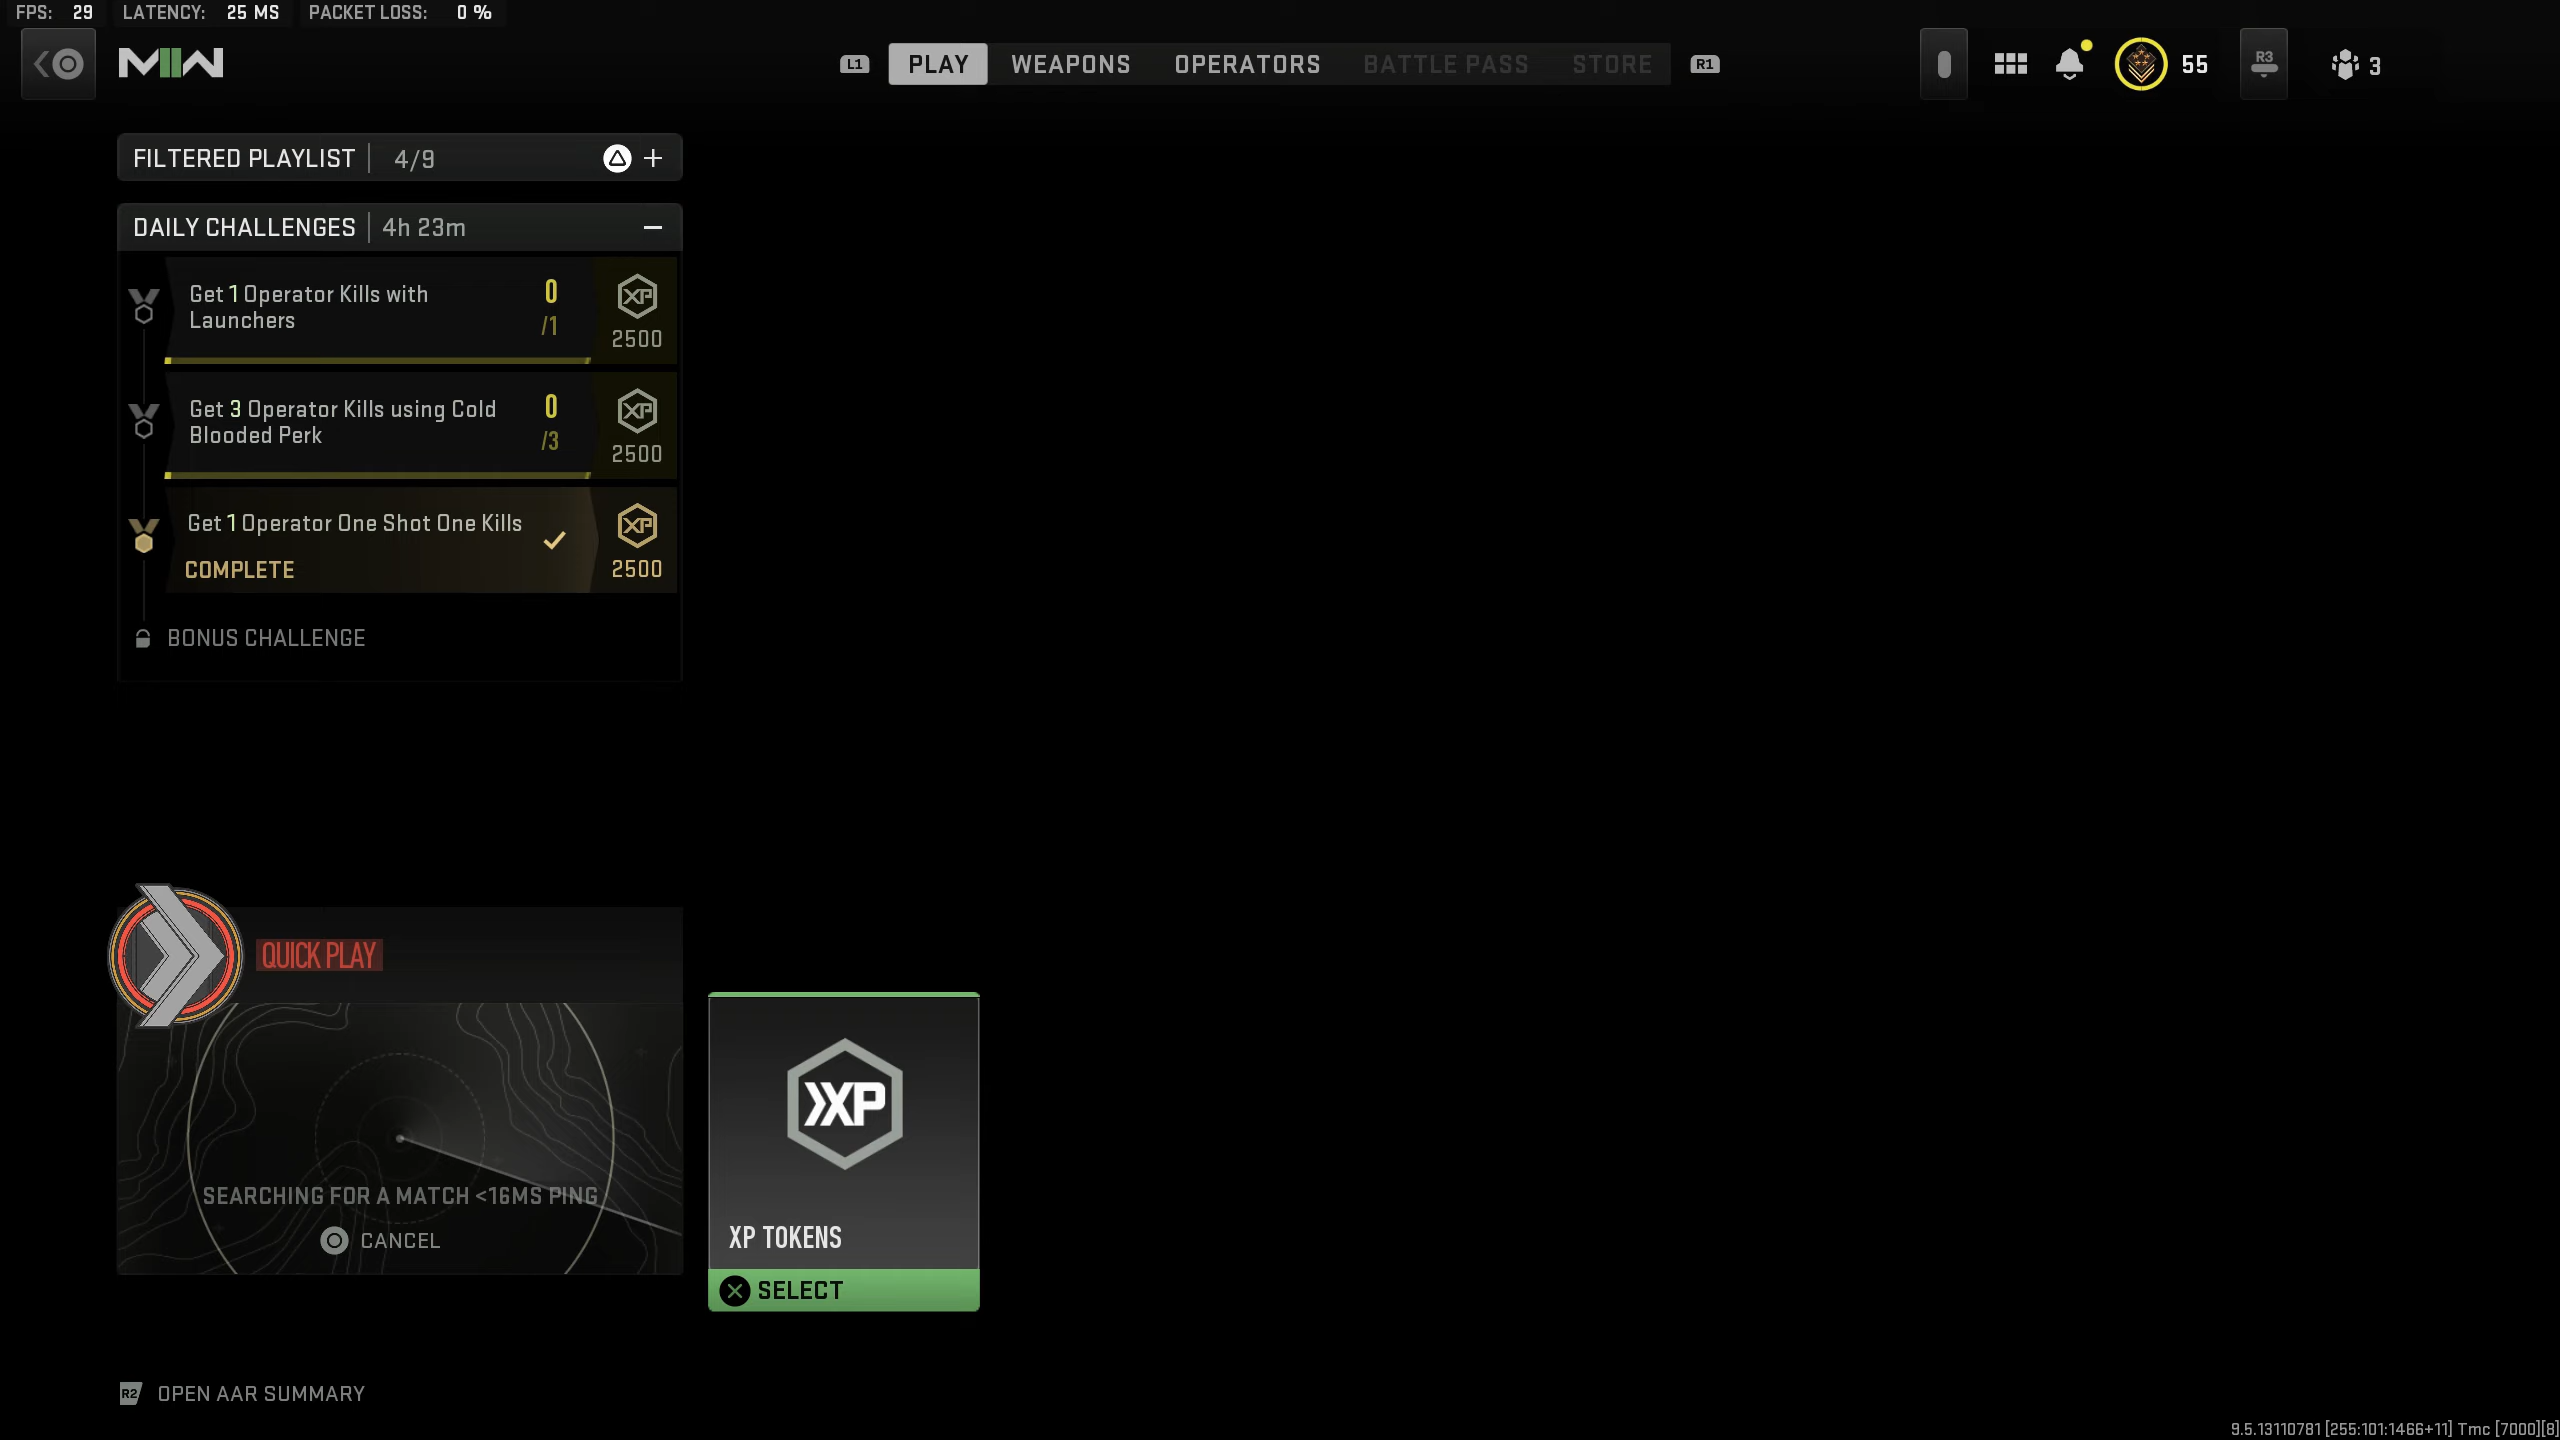 FPS: 29 LATENCY: 25 MS PACKET LOSS: 0 %
MIIW
L1 PLAY WEAPONS OPERATORS BATTLE PASS STORE R1
55
R3
3
FILTERED PLAYLIST 4/9
DAILY CHALLENGES 4h 23m
Get 1 Operator Kills with
Launchers
0
/1
XP
2500
Get 3 Operator Kills using Cold
Blooded Perk
0
/3
XP
2500
Get 1 Operator One Shot One Kills
COMPLETE
XP
2500
BONUS CHALLENGE
QUICK PLAY
SEARCHING FOR A MATCH <16MS PING
CANCEL
XP
XP TOKENS
SELECT
R2 OPEN AAR SUMMARY
9.5.13110781 [255:101:1466+11] Tmc [7000][8]